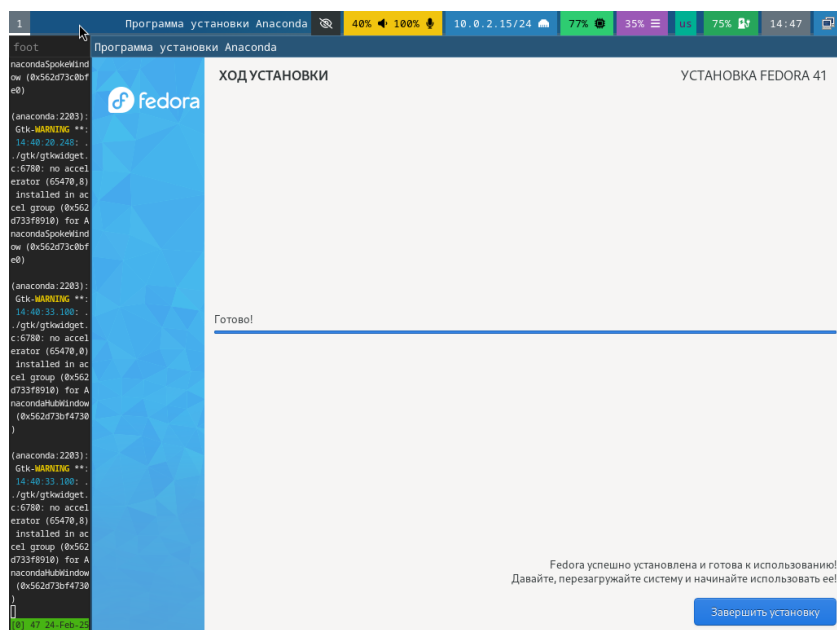 1 Программа установки Anaconda 40% 100% 10.0.2.15/24 77% 35% us 75% 14:47
foot
Программа установки Anaconda
nacondaSpokeWind
ow (0x562d73c0bf
e0)
(anaconda:2203):
Gtk-WARNING **:
14:40:20.248: .
./gtk/gtkwidget.
c:6780: no accel
erator (65470,8)
installed in ac
cel group (0x562
d733f8910) for A
nacondaSpokeWind
ow (0x562d73c0bf
e0)
(anaconda:2203):
Gtk-WARNING **:
14:40:33.100: .
./gtk/gtkwidget.
c:6780: no accel
erator (65470,0)
installed in ac
cel group (0x562
d733f8910) for A
nacondaHubWindow
(0x562d73bf4730
)
(anaconda:2203):
Gtk-WARNING **:
14:40:33.100: .
./gtk/gtkwidget.
c:6780: no accel
erator (65470,8)
installed in ac
cel group (0x562
d733f8910) for A
nacondaHubWindow
(0x562d73bf4730
)
[0] 47 24-Feb-25
fedora
ХОД УСТАНОВКИ
УСТАНОВКА FEDORA 41
Готово!
Fedora успешно установлена и готова к использованию!
Давайте, перезагружайте систему и начинайте использовать ее!
Завершить установку